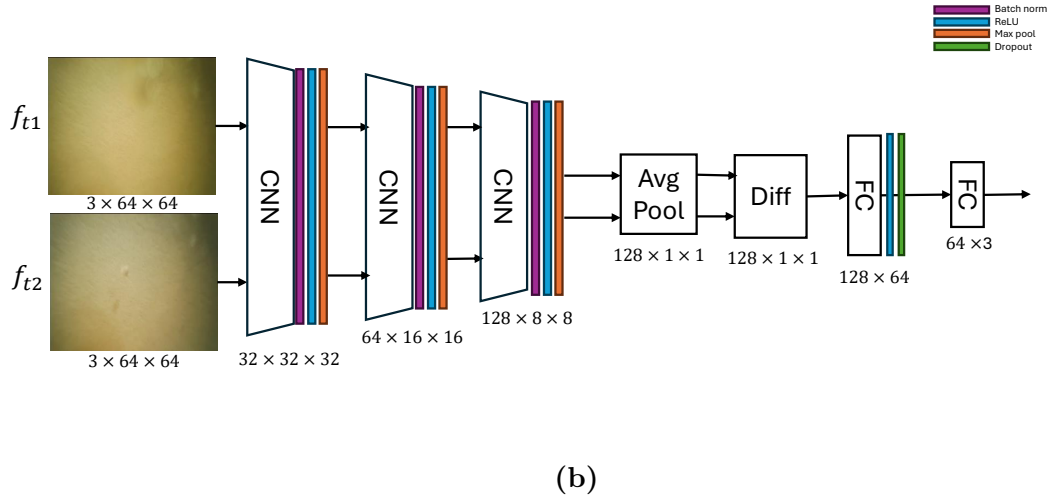 Batch norm
ReLU
Max pool
Dropout
f_{t1}
3 × 64 × 64
f_{t2}
3 × 64 × 64
CNN
32 × 32 × 32
CNN
64 × 16 × 16
CNN
128 × 8 × 8
Avg
Pool
128 × 1 × 1
Diff
128 × 1 × 1
FC
128 × 64
FC
64 ×3
(b)